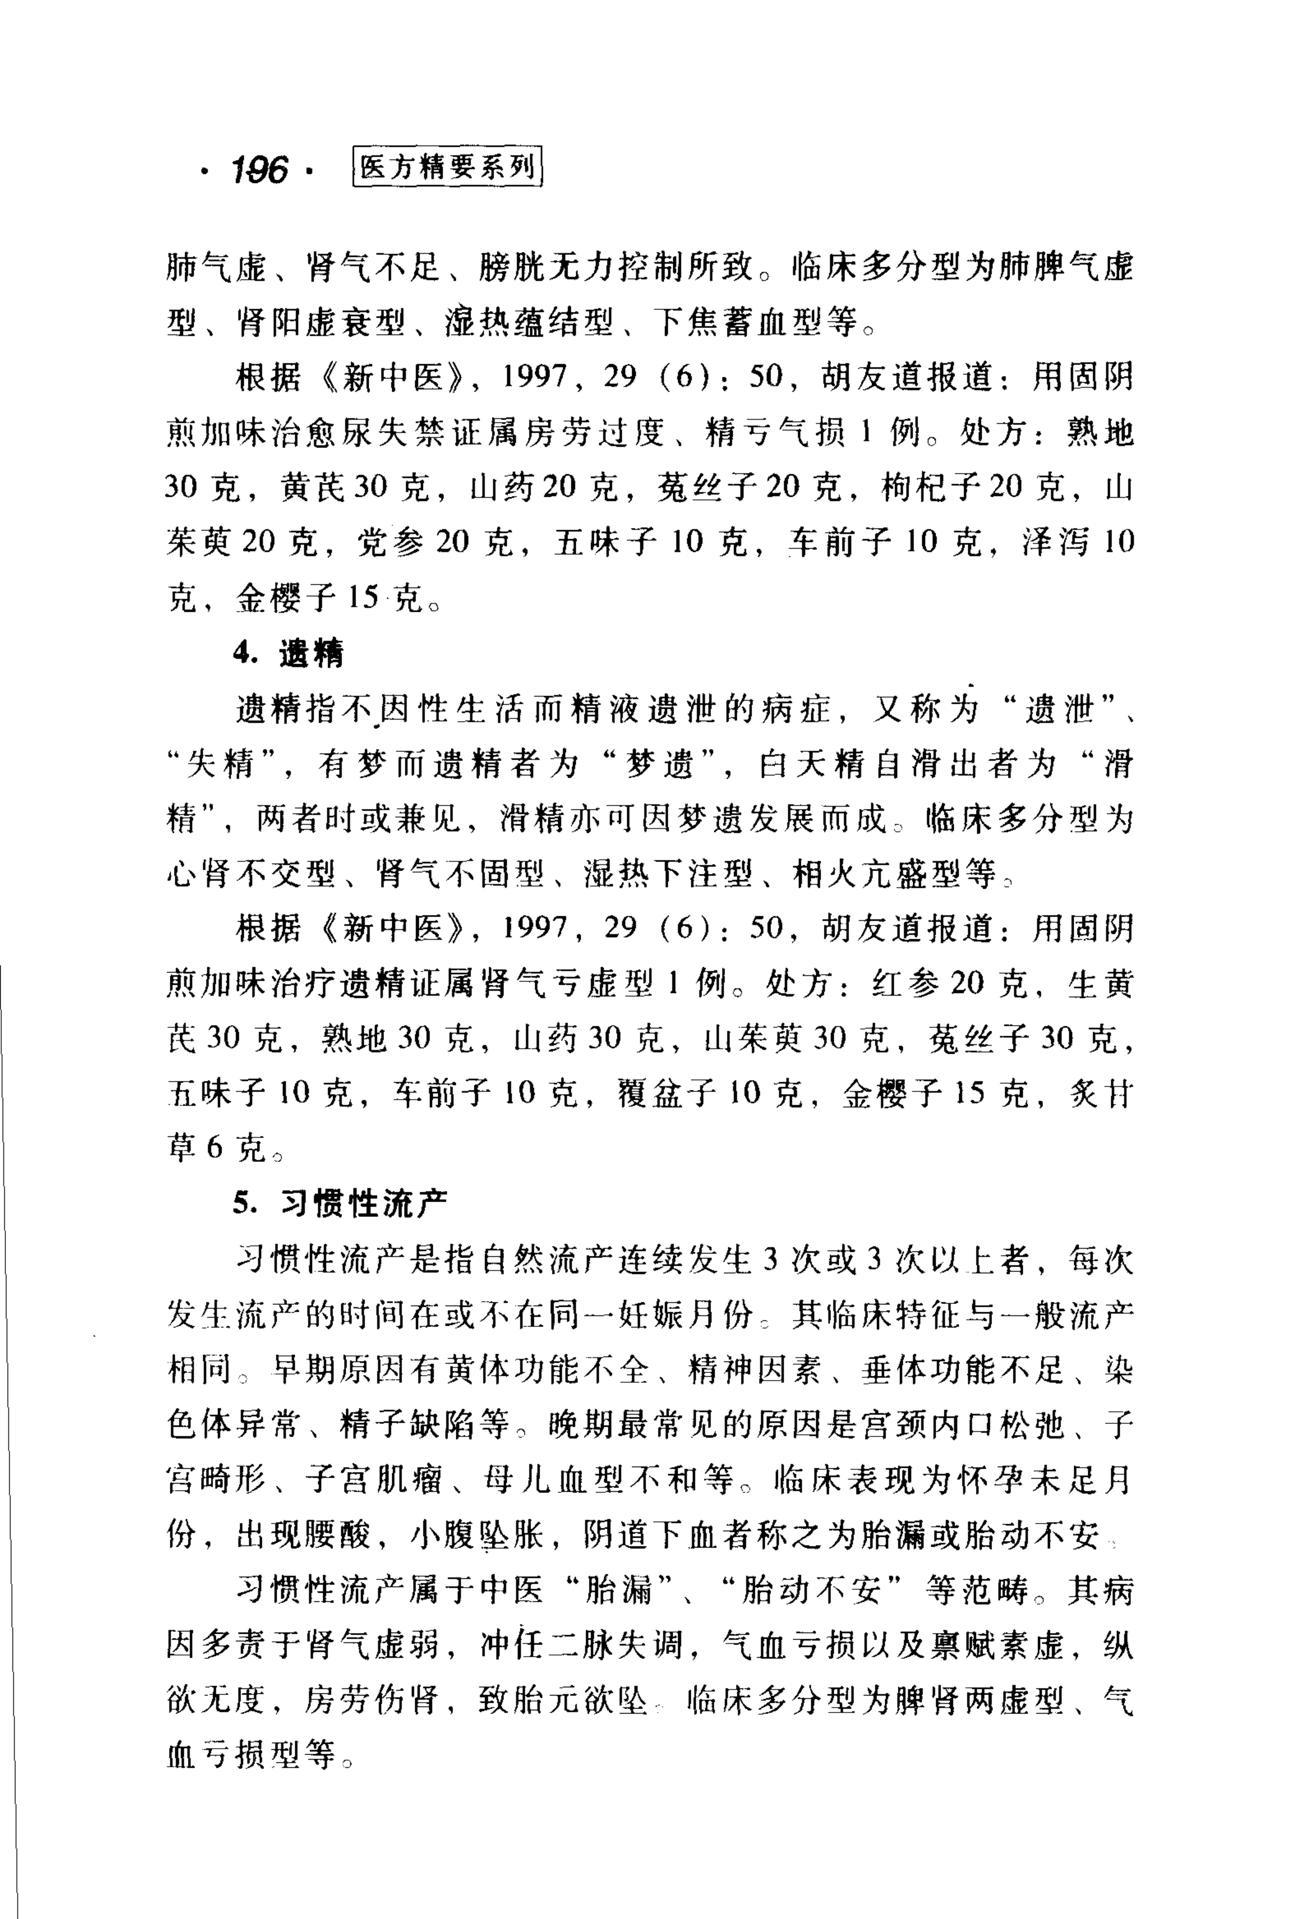 · 196 · 医方精要系列
肺气虚、肾气不足、膀胱无力控制所致。临床多分型为肺脾气虚
型、肾阳虚衰型、湿热蕴结型、下焦蓄血型等。
根据《新中医》，1997，29（6）：50，胡友道报道：用固阴
煎加味治愈尿失禁证属房劳过度、精亏气损 1 例。处方：熟地
30 克，黄芪 30 克，山药 20 克，菟丝子 20 克，枸杞子 20 克，山
茱萸 20 克，党参 20 克，五味子 10 克，车前子 10 克，泽泻 10
克，金樱子 15 克。
4. 遗精
遗精指不因性生活而精液遗泄的病症，又称为“遗泄”、
“失精”，有梦而遗精者为“梦遗”，白天精自滑出者为“滑
精”，两者时或兼见，滑精亦可因梦遗发展而成。临床多分型为
心肾不交型、肾气不固型、湿热下注型、相火亢盛型等。
根据《新中医》，1997，29（6）：50，胡友道报道：用固阴
煎加味治疗遗精证属肾气亏虚型 1 例。处方：红参 20 克，生黄
芪 30 克，熟地 30 克，山药 30 克，山茱萸 30 克，菟丝子 30 克，
五味子 10 克，车前子 10 克，覆盆子 10 克，金樱子 15 克，炙甘
草 6 克。
5. 习惯性流产
习惯性流产是指自然流产连续发生 3 次或 3 次以上者，每次
发生流产的时间在或不在同一妊娠月份。其临床特征与一般流产
相同。早期原因有黄体功能不全、精神因素、垂体功能不足、染
色体异常、精子缺陷等。晚期最常见的原因是宫颈内口松弛、子
宫畸形、子宫肌瘤、母儿血型不和等。临床表现为怀孕未足月
份，出现腰酸，小腹坠胀，阴道下血者称之为胎漏或胎动不安。
习惯性流产属于中医“胎漏”、“胎动不安”等范畴。其病
因多责于肾气虚弱，冲任二脉失调，气血亏损以及禀赋素虚，纵
欲无度，房劳伤肾，致胎元欲坠。临床多分型为脾肾两虚型、气
血亏损型等。